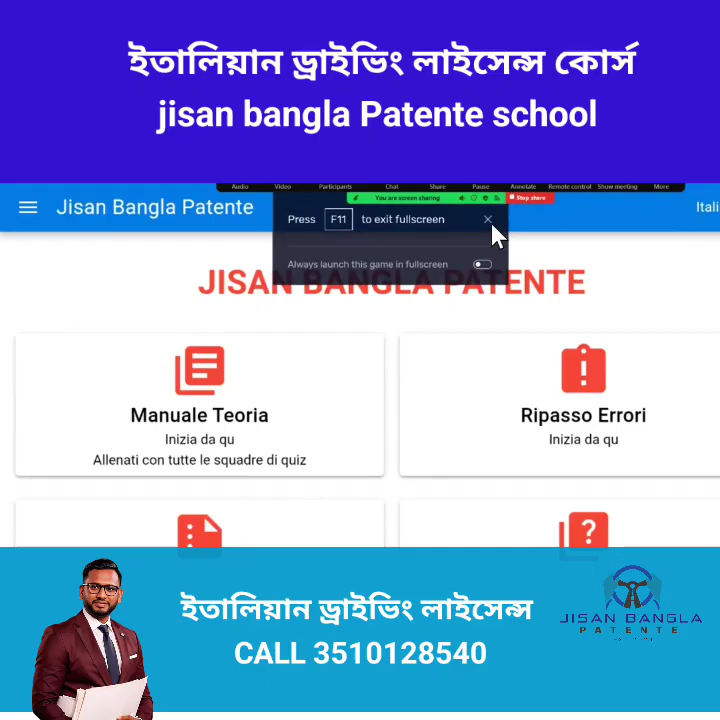 ইতালিয়ান ড্রাইভিং লাইসেন্স কোর্স
jisan bangla Patente school
Audio Video Participants Chat Share Pause Annotate Remote control Show meeting More
You are screen sharing Stop share
Jisan Bangla Patente
Itali
Press F11 to exit fullscreen
Always launch this game in fullscreen
JISAN BANGLA PATENTE
Manuale Teoria
Inizia da qu
Allenati con tutte le squadre di quiz
Ripasso Errori
Inizia da qu
ইতালিয়ান ড্রাইভিং লাইসেন্স
CALL 3510128540
JISAN BANGLA
PATENTE